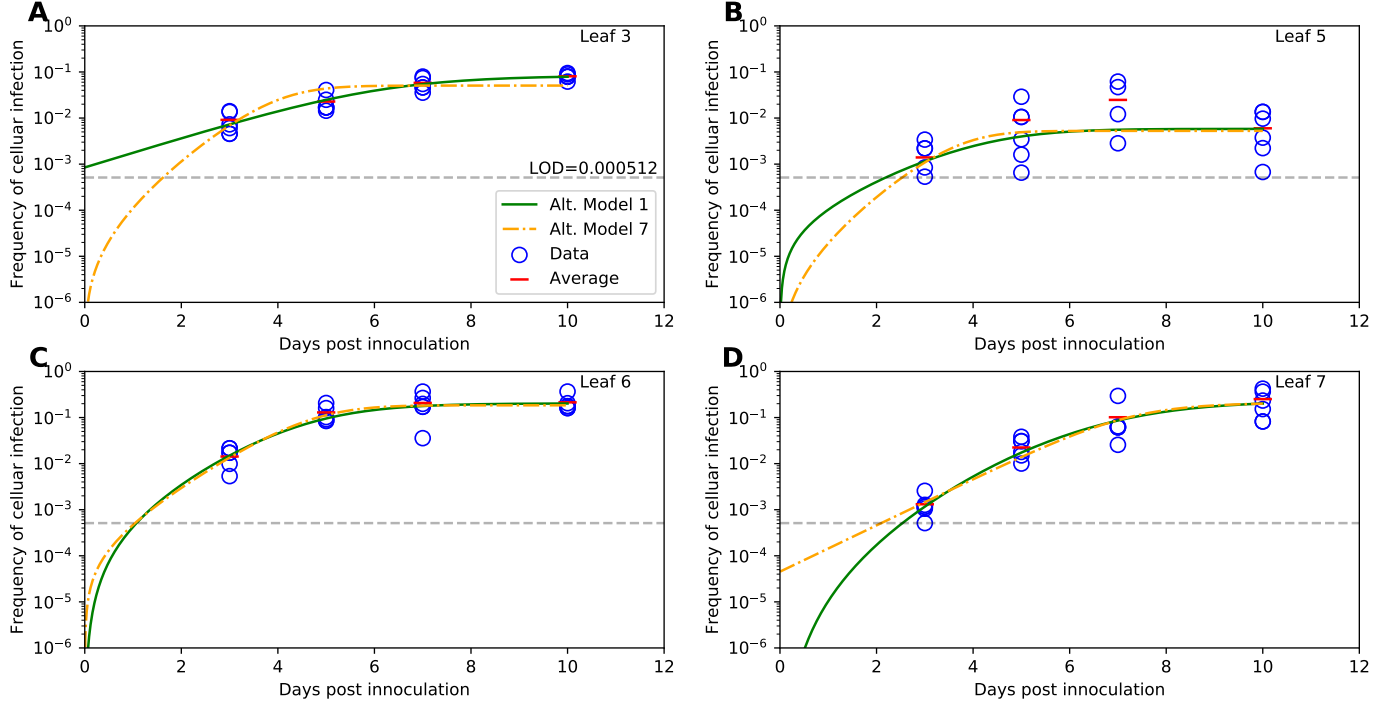 A
Leaf 3
Frequency of celluar infection
10^0
10^−1
10^−2
10^−3
10^−4
10^−5
10^−6
LOD=0.000512
Alt. Model 1
Alt. Model 7
Data
Average
0 2 4 6 8 10 12
Days post innoculation
B
Leaf 5
Frequency of celluar infection
10^0
10^−1
10^−2
10^−3
10^−4
10^−5
10^−6
0 2 4 6 8 10 12
Days post innoculation
C
Leaf 6
Frequency of celluar infection
10^0
10^−1
10^−2
10^−3
10^−4
10^−5
10^−6
0 2 4 6 8 10 12
Days post innoculation
D
Leaf 7
Frequency of celluar infection
10^0
10^−1
10^−2
10^−3
10^−4
10^−5
10^−6
0 2 4 6 8 10 12
Days post innoculation